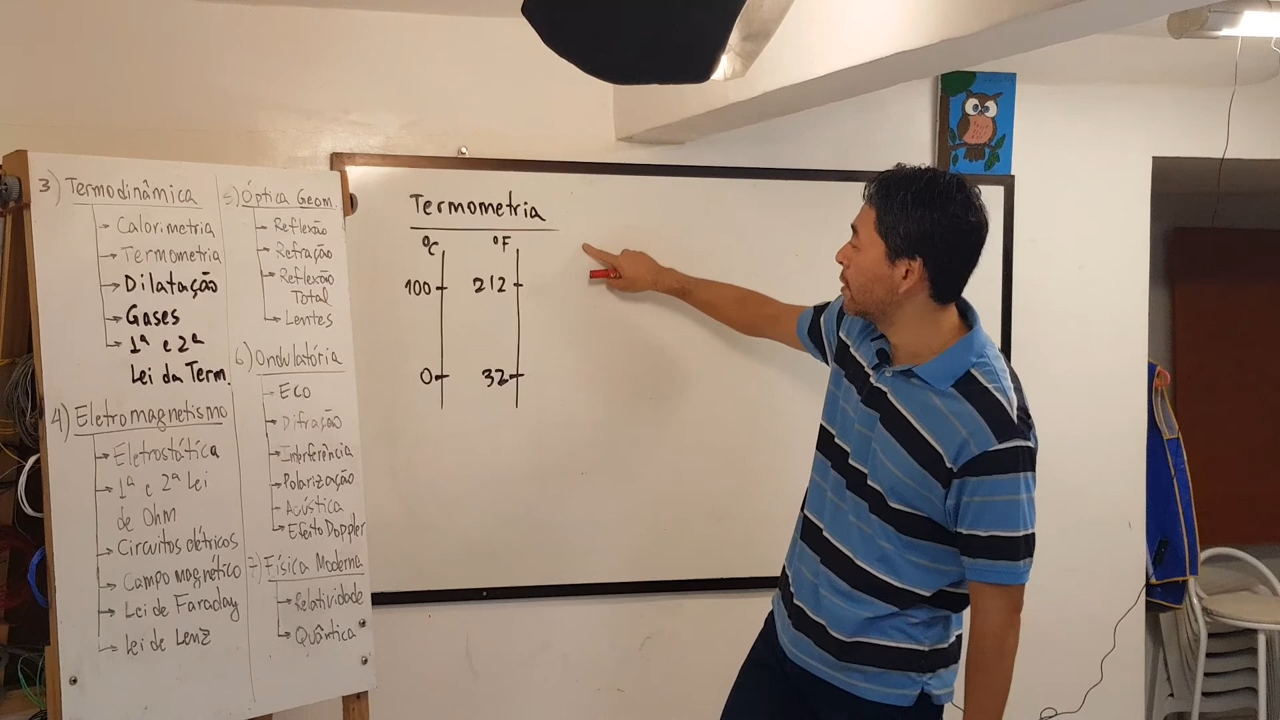 3) Termodinâmica
Calorimetria
Termometria
Dilatação
Gases
1ª e 2ª
Lei da Term.
4) Eletromagnetismo
Eletrostática
1ª e 2ª Lei
de Ohm
Circuitos elétricos
Campo magnético
Lei de Faraday
Lei de Lenz
5) Óptica Geom.
Reflexão
Refração
Reflexão
Total
Lentes
6) Ondulatória
Eco
Difração
Interferência
Polarização
Acústica
Efeito Doppler
7) Física Moderna
Relatividade
Quântica
Termometria
ºC ºF
100 212
0 32